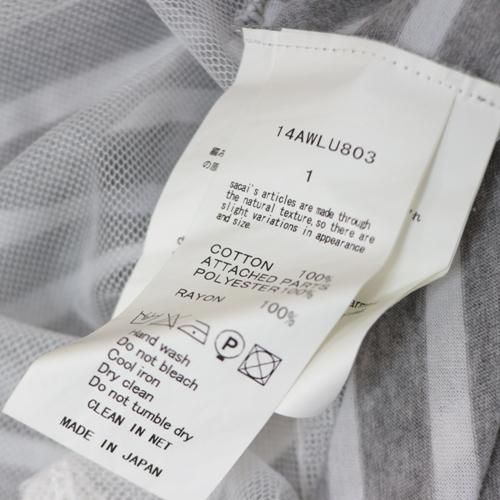 14AWLU803
1
sacai's articles are made through
the natural texture, so there are
slight variations in appearance
and size.
COTTON 100%
ATTACHED PARTS
POLYESTER 100%
RAYON 100%
P
Hand wash
Do not bleach
Cool iron
Dry clean
Do not tumble dry
CLEAN IN NET
MADE IN JAPAN